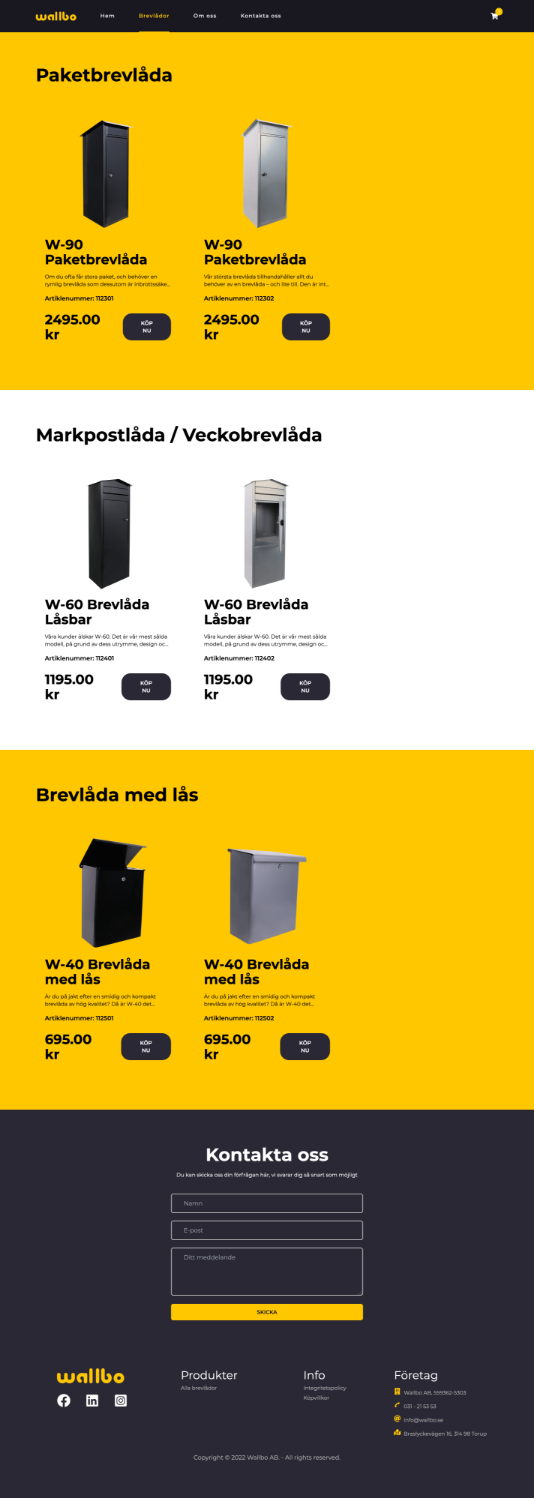 wallbo Hem Brevlådor Om oss Kontakta oss
Paketbrevlåda
W-90
Paketbrevlåda
Om du ofta får stora paket, och behöver en
rymlig brevlåda som dessutom är inbrottssäke...
Artiklenummer: 112301
2495.00
kr
KÖP
NU
W-90
Paketbrevlåda
Vår största brevlåda tillhandahåller allt du
behöver av en brevlåda – och lite till. Den är int...
Artiklenummer: 112302
2495.00
kr
KÖP
NU
Markpostlåda / Veckobrevlåda
W-60 Brevlåda
Låsbar
Våra kunder älskar W-60. Det är vår mest sålda
modell, på grund av dess utrymme, design oc...
Artiklenummer: 112401
1195.00
kr
KÖP
NU
W-60 Brevlåda
Låsbar
Våra kunder älskar W-60. Det är vår mest sålda
modell, på grund av dess utrymme, design oc...
Artiklenummer: 112402
1195.00
kr
KÖP
NU
Brevlåda med lås
W-40 Brevlåda
med lås
Är du på jakt efter en smidig och kompakt
brevlåda av hög kvalitet? Då är W-40 det...
Artiklenummer: 112501
695.00
kr
KÖP
NU
W-40 Brevlåda
med lås
Är du på jakt efter en smidig och kompakt
brevlåda av hög kvalitet? Då är W-40 det...
Artiklenummer: 112502
695.00
kr
KÖP
NU
Kontakta oss
Du kan skicka oss din förfrågan här, vi svarar dig så snart som möjligt
Namn
E-post
Ditt meddelande
SKICKA
wallbo
Produkter
Alla brevlådor
Info
Integritetspolicy
Köpvillkor
Företag
Wallbo AB, 559362-5303
031 - 21 53 53
Info@wallbo.se
16, 314 98 Torup
Copyright © 2022 Wallbo AB. - All rights reserved.